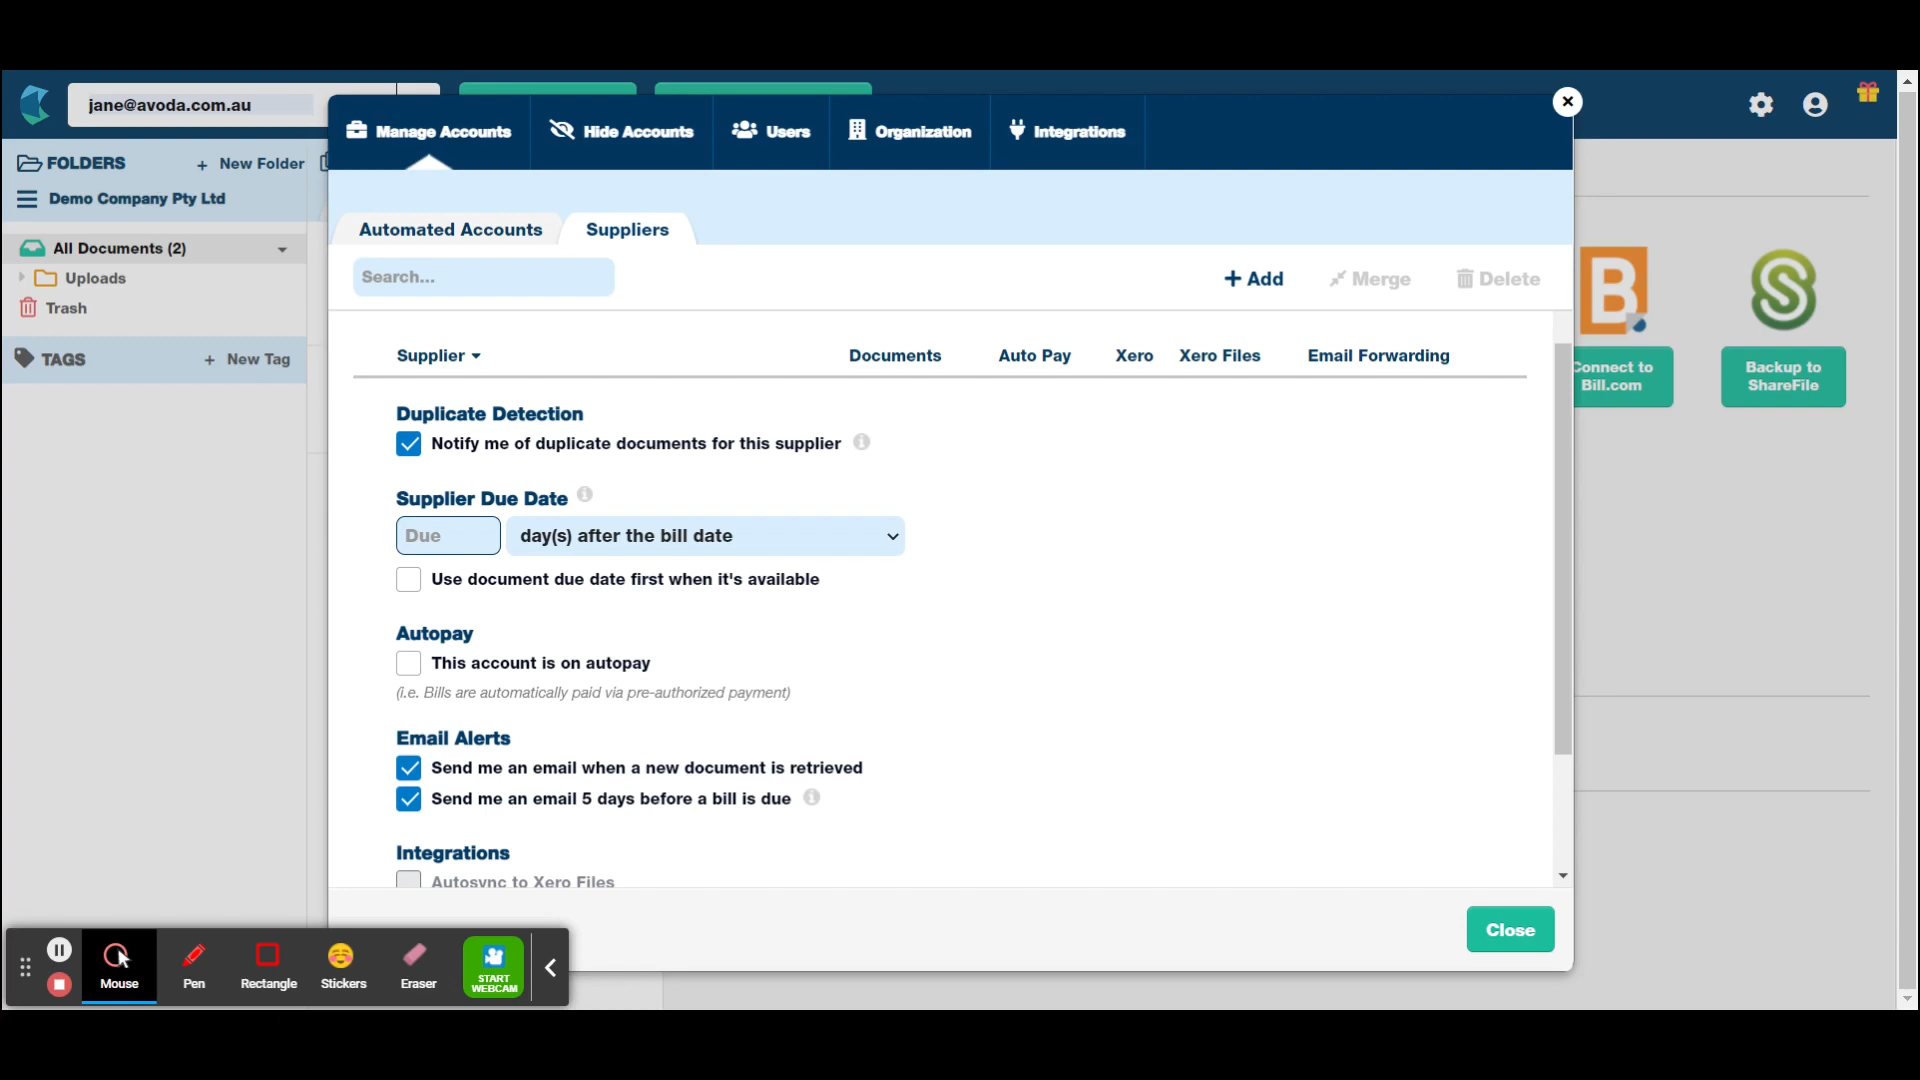 jane@avoda.com.au
Manage Accounts
Hide Accounts
Users
Organization
Integrations
FOLDERS
+ New Folder
Demo Company Pty Ltd
All Documents (2)
Uploads
Trash
TAGS
+ New Tag
Automated Accounts
Suppliers
Search...
+ Add
Merge
Delete
Supplier
Documents
Auto Pay
Xero
Xero Files
Email Forwarding
Duplicate Detection
Notify me of duplicate documents for this supplier
Supplier Due Date
Due
day(s) after the bill date
Use document due date first when it's available
Autopay
This account is on autopay
(i.e. Bills are automatically paid via pre-authorized payment)
Email Alerts
Send me an email when a new document is retrieved
Send me an email 5 days before a bill is due
Integrations
Autosync to Xero Files
Close
Connect to
Bill.com
Backup to
ShareFile
Mouse
Pen
Rectangle
Stickers
Eraser
START
WEBCAM